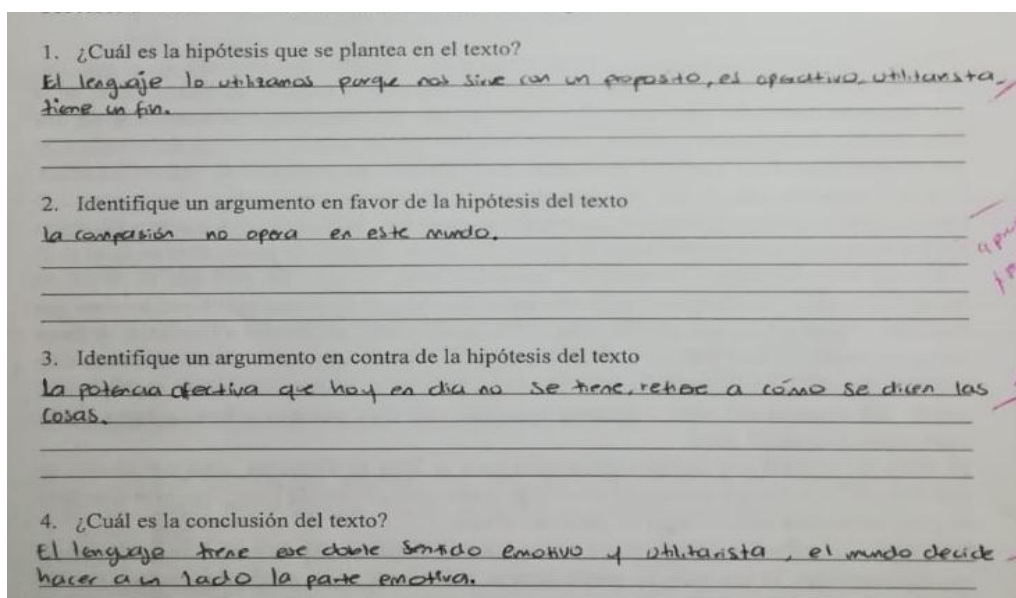 1. ¿Cuál es la hipótesis que se plantea en el texto?
El lenguaje lo utilizamos porque nos sirve con un proposito, es operativo, utilitarista,
tiene un fin.
2. Identifique un argumento en favor de la hipótesis del texto
la compasión no opera en este mundo.
3. Identifique un argumento en contra de la hipótesis del texto
La potencia afectiva que hoy en dia no se tiene, refiere a cómo se dicen las
cosas.
4. ¿Cuál es la conclusión del texto?
El lenguaje tiene ese doble sentido emotivo y utilitarista, el mundo decide
hacer a un lado la parte emotiva.